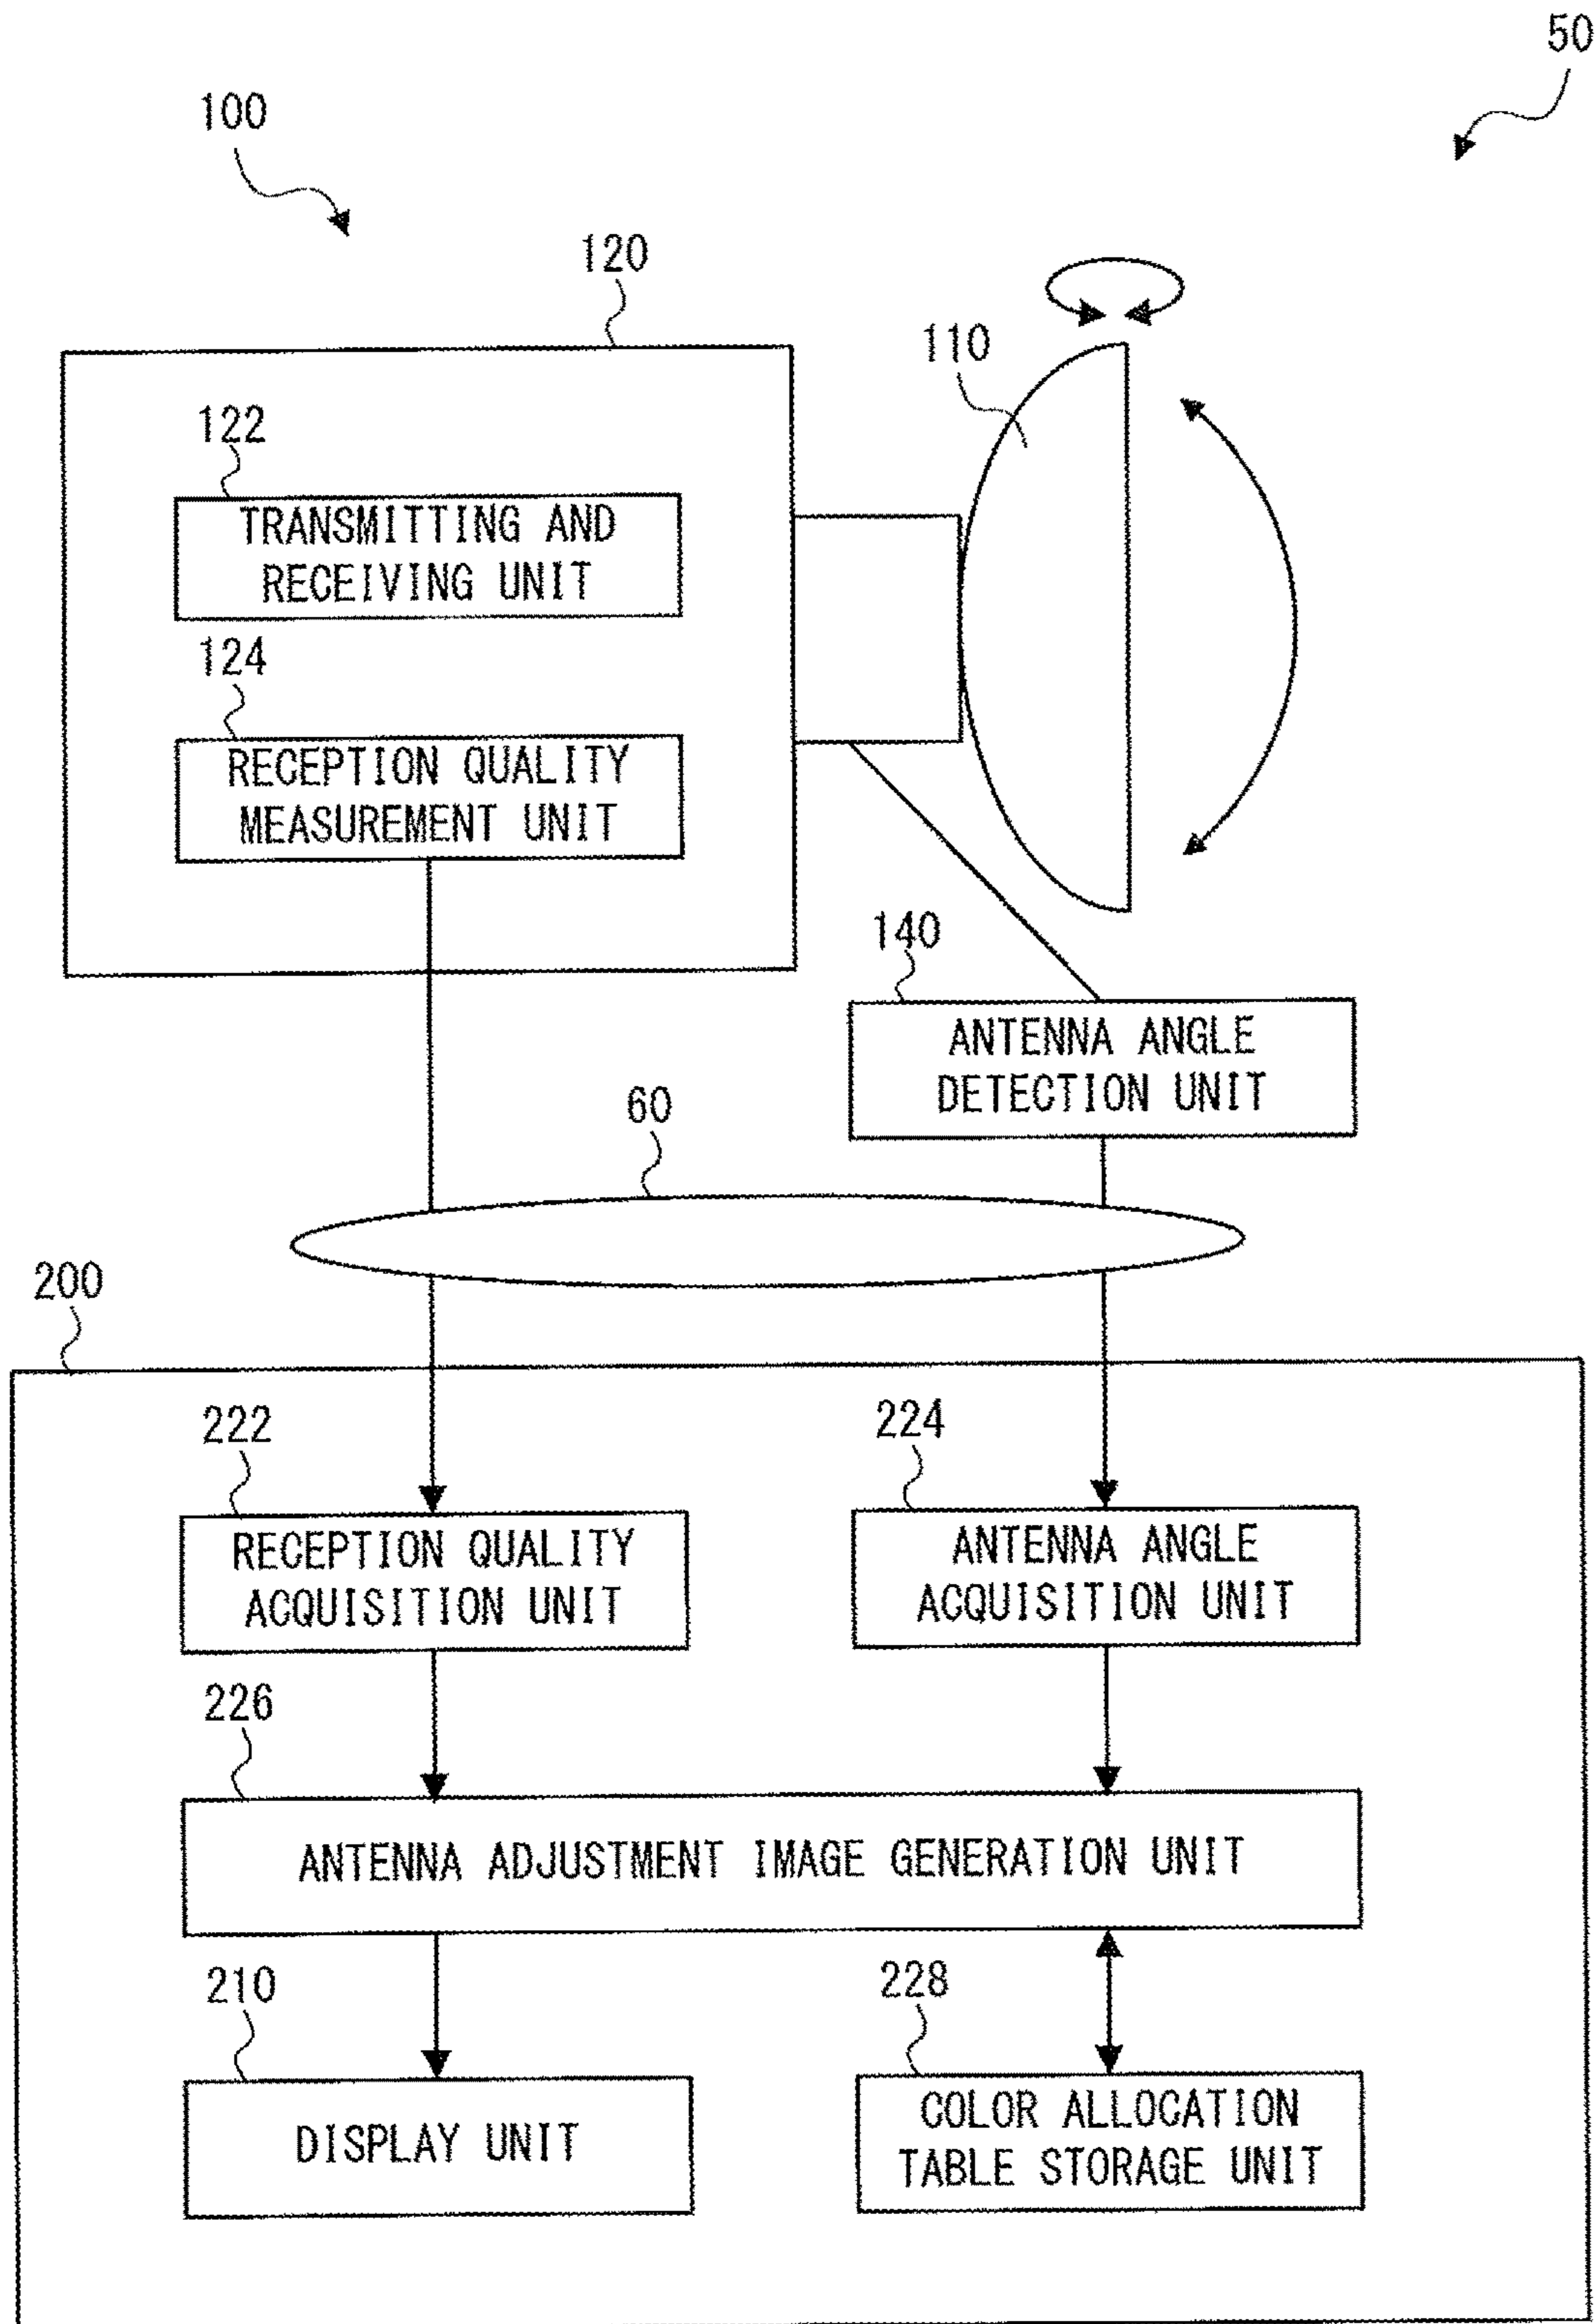 50
100
120
110
122
TRANSMITTING AND
RECEIVING UNIT
124
RECEPTION QUALITY
MEASUREMENT UNIT
140
ANTENNA ANGLE
DETECTION UNIT
60
200
222
RECEPTION QUALITY
ACQUISITION UNIT
224
ANTENNA ANGLE
ACQUISITION UNIT
226
ANTENNA ADJUSTMENT IMAGE GENERATION UNIT
210
DISPLAY UNIT
228
COLOR ALLOCATION
TABLE STORAGE UNIT